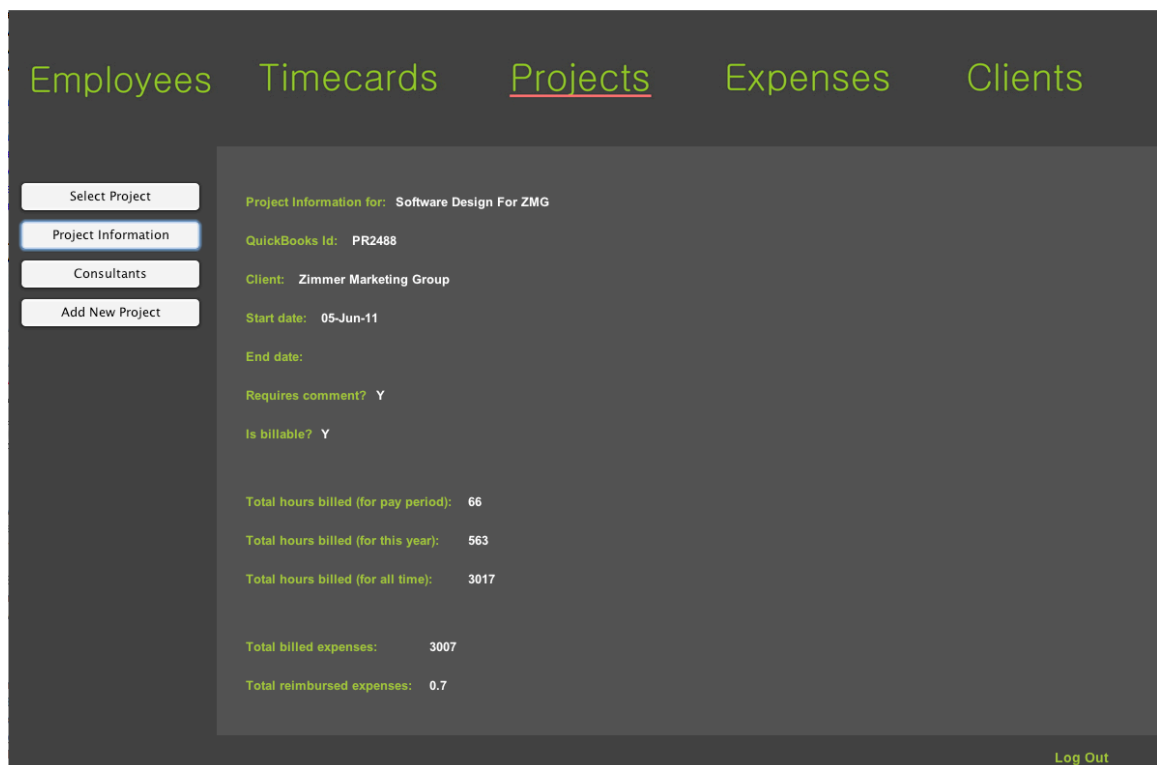 Employees Timecards Projects Expenses Clients
Select Project
Project Information
Consultants
Add New Project
Project Information for: Software Design For ZMG
QuickBooks Id: PR2488
Client: Zimmer Marketing Group
Start date: 05-Jun-11
End date:
Requires comment? Y
Is billable? Y
Total hours billed (for pay period): 66
Total hours billed (for this year): 563
Total hours billed (for all time): 3017
Total billed expenses: 3007
Total reimbursed expenses: 0.7
Log Out